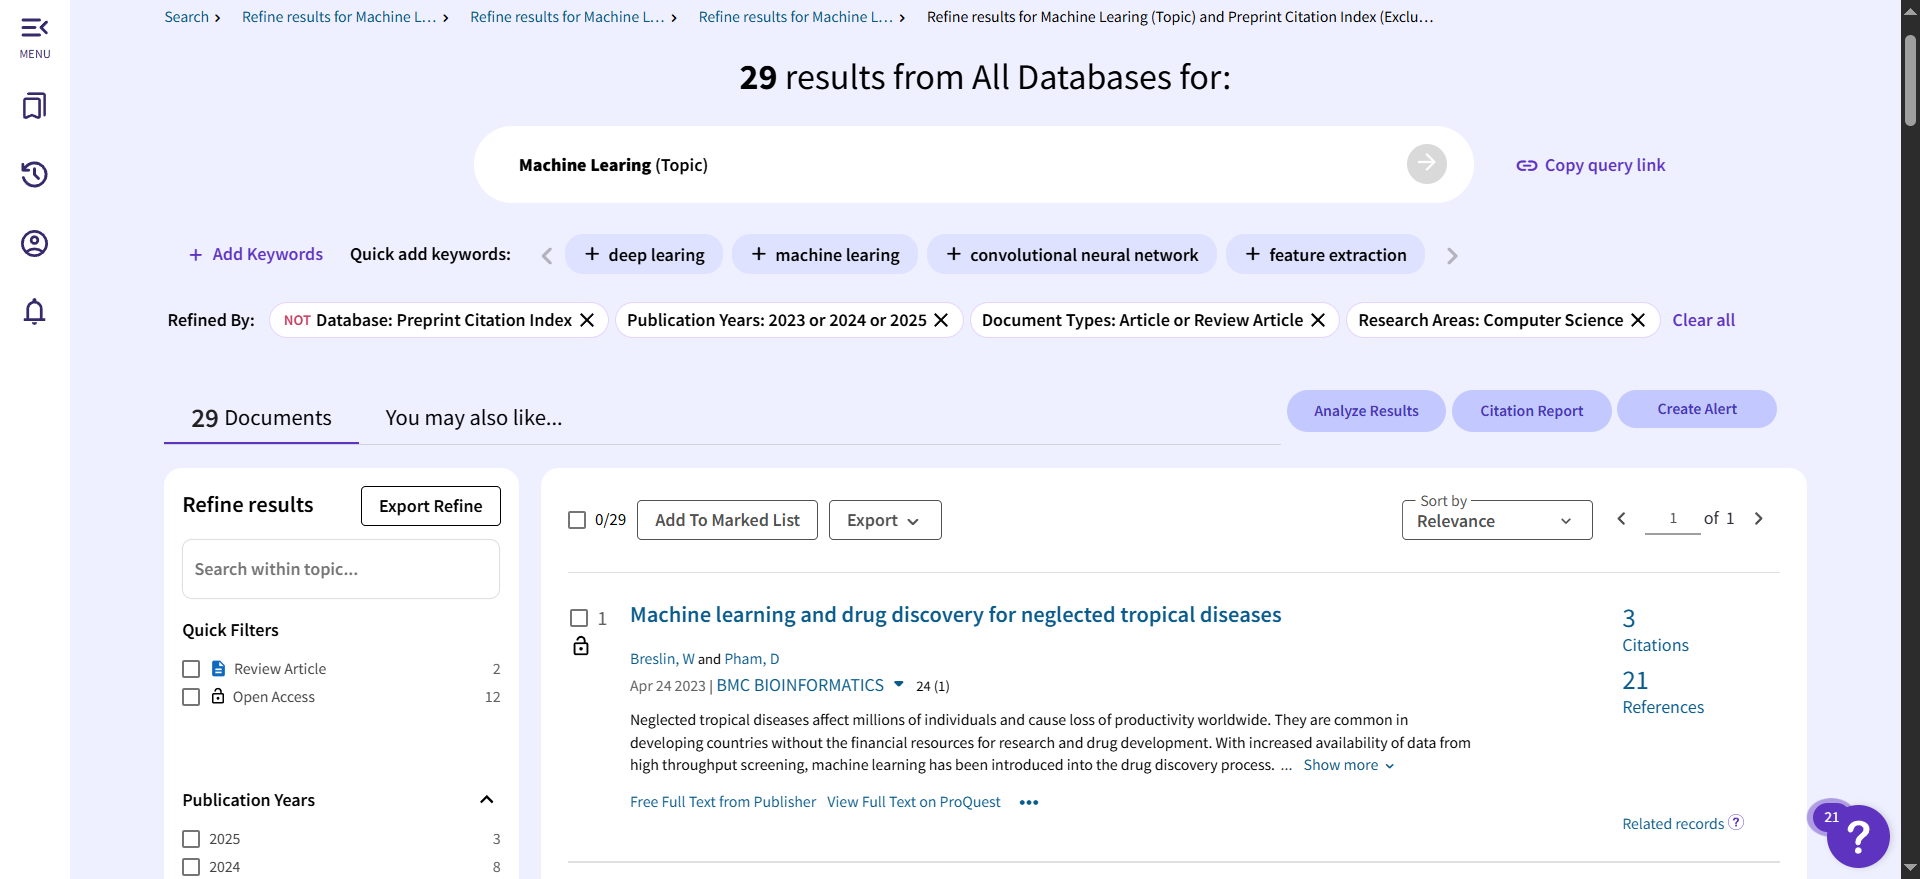 Search
Refine results for Machine L...
Refine results for Machine L...
Refine results for Machine L...
Refine results for Machine Learing (Topic) and Preprint Citation Index (Exclu...
MENU
29 results from All Databases for:
Machine Learing (Topic)
Copy query link
+ Add Keywords
Quick add keywords:
+ deep learing
+ machine learing
+ convolutional neural network
+ feature extraction
Refined By:
NOT Database: Preprint Citation Index
Publication Years: 2023 or 2024 or 2025
Document Types: Article or Review Article
Research Areas: Computer Science
Clear all
29 Documents
You may also like...
Analyze Results
Citation Report
Create Alert
Refine results
Export Refine
Search within topic...
Quick Filters
Review Article 2
Open Access 12
Publication Years
2025 3
2024 8
0/29
Add To Marked List
Export
Sort by
Relevance
1 of 1
1
Machine learning and drug discovery for neglected tropical diseases
Breslin, W and Pham, D
Apr 24 2023 | BMC BIOINFORMATICS 24 (1)
Neglected tropical diseases affect millions of individuals and cause loss of productivity worldwide. They are common in
developing countries without the financial resources for research and drug development. With increased availability of data from
high throughput screening, machine learning has been introduced into the drug discovery process. ... Show more
Free Full Text from Publisher View Full Text on ProQuest •••
3
Citations
21
References
Related records ?
21
?